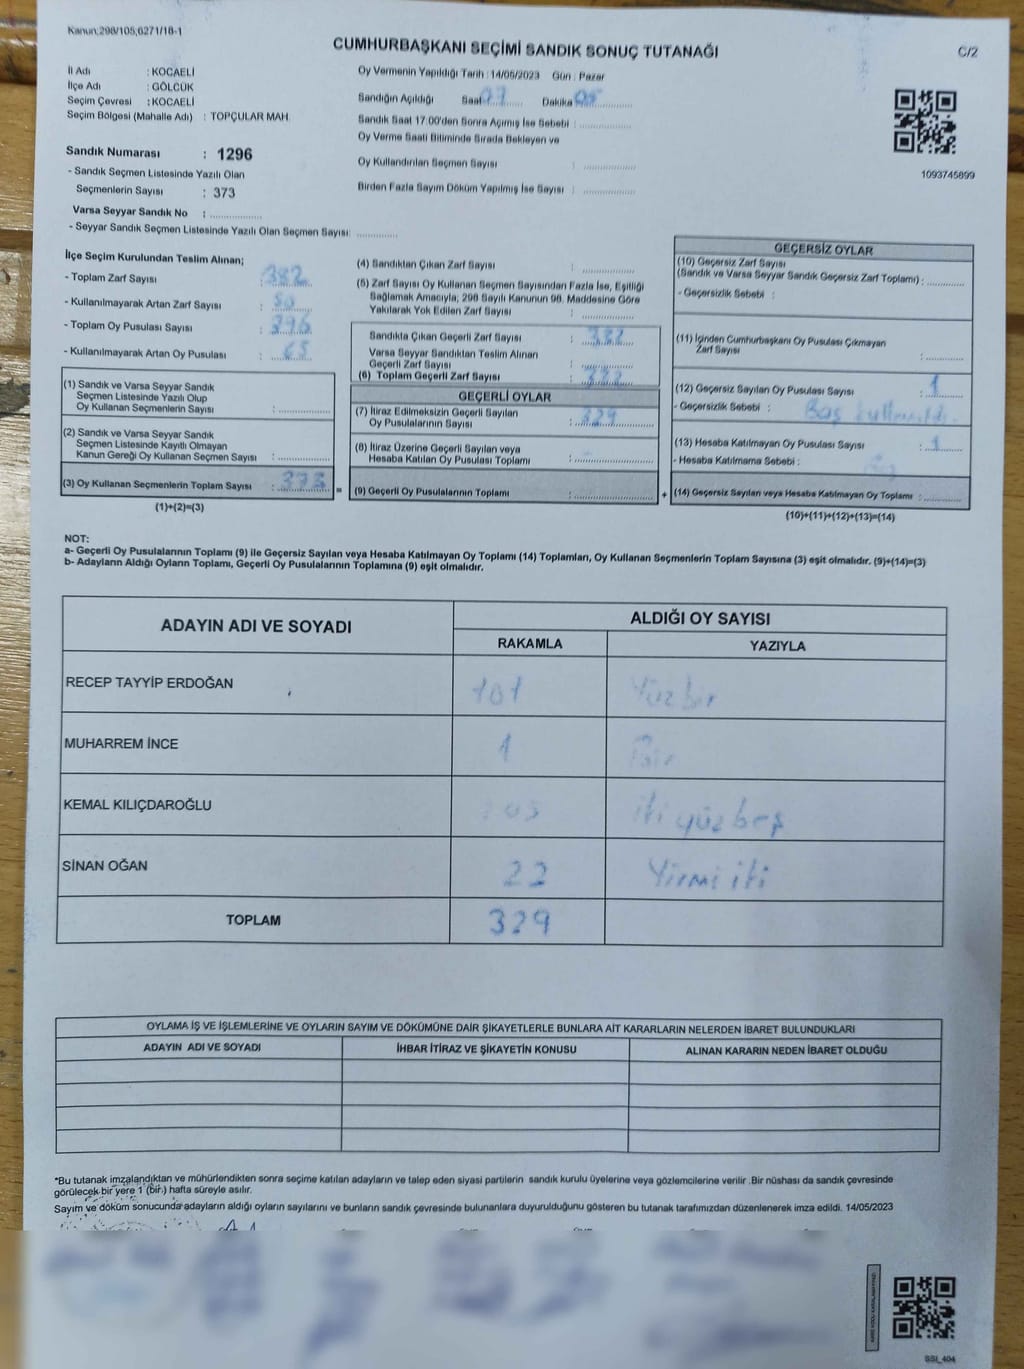 Kanun;298/105,6271/18-1
CUMHURBAŞKANI SEÇİMİ SANDIK SONUÇ TUTANAĞI
C/2
İl Adı : KOCAELİ
İlçe Adı : GÖLCÜK
Seçim Çevresi : KOCAELİ
Seçim Bölgesi (Mahalle Adı) : TOPÇULAR MAH.
Sandık Numarası : 1296
- Sandık Seçmen Listesinde Yazılı Olan
Seçmenlerin Sayısı : 373
Varsa Seyyar Sandık No : ..............
- Seyyar Sandık Seçmen Listesinde Yazılı Olan Seçmen Sayısı: ............
Oy Vermenin Yapıldığı Tarih : 14/05/2023 Gün : Pazar
Sandığın Açıldığı Saat 07 Dakika 05
Sandık Saat 17.00'den Sonra Açımış İse Sebebi : ..............
Oy Verme Saati Bitiminde Sırada Bekleyen ve
Oy Kullandırılan Seçmen Sayısı : ..............
Birden Fazla Sayım Döküm Yapılmış İse Sayısı : ..............
1093745899
İlçe Seçim Kurulundan Teslim Alınan;
- Toplam Zarf Sayısı : 382
- Kullanılmayarak Artan Zarf Sayısı : 50
- Toplam Oy Pusulası Sayısı : 396
- Kullanılmayarak Artan Oy Pusulası : 65
(1) Sandık ve Varsa Seyyar Sandık
Seçmen Listesinde Yazılı Olup
Oy Kullanan Seçmenlerin Sayısı : ..............
(2) Sandık ve Varsa Seyyar Sandık
Seçmen Listesinde Kayıtlı Olmayan
Kanun Gereği Oy Kullanan Seçmen Sayısı : ..............
(3) Oy Kullanan Seçmenlerin Toplam Sayısı : 373 =
(1)+(2)=(3)
(4) Sandıktan Çıkan Zarf Sayısı : ..............
(5) Zarf Sayısı Oy Kullanan Seçmen Sayısından Fazla İse, Eşitliği
Sağlamak Amacıyla; 298 Sayılı Kanunun 98. Maddesine Göre
Yakılarak Yok Edilen Zarf Sayısı : ..............
Sandıkta Çıkan Geçerli Zarf Sayısı :
Varsa Seyyar Sandıktan Teslim Alınan
Geçerli Zarf Sayısı : ..............
(6) Toplam Geçerli Zarf Sayısı :
GEÇERLİ OYLAR
(7) İtiraz Edilmeksizin Geçerli Sayılan
Oy Pusulalarının Sayısı : 329
(8) İtiraz Üzerine Geçerli Sayılan veya
Hesaba Katılan Oy Pusulası Toplamı : ..............
(9) Geçerli Oy Pusulalarının Toplamı : .............. +
GEÇERSİZ OYLAR
(10) Geçersiz Zarf Sayısı
(Sandık ve Varsa Seyyar Sandık Geçersiz Zarf Toplamı) : ............
- Geçersizlik Sebebi :
(11) İçinden Cumhurbaşkanı Oy Pusulası Çıkmayan
Zarf Sayısı : ............
(12) Geçersiz Sayılan Oy Pusulası Sayısı : 1
- Geçersizlik Sebebi :
(13) Hesaba Katılmayan Oy Pusulası Sayısı : 1
- Hesaba Katılmama Sebebi :
(14) Geçersiz Sayılan veya Hesaba Katılmayan Oy Toplamı : ............
(10)+(11)+(12)+(13)=(14)
NOT:
a- Geçerli Oy Pusulalarının Toplamı (9) ile Geçersiz Sayılan veya Hesaba Katılmayan Oy Toplamı (14) Toplamları, Oy Kullanan Seçmenlerin Toplam Sayısına (3) eşit olmalıdır. (9)+(14)=(3)
b- Adayların Aldığı Oyların Toplamı, Geçerli Oy Pusulalarının Toplamına (9) eşit olmalıdır.
ADAYIN ADI VE SOYADI
ALDIĞI OY SAYISI
RAKAMLA YAZIYLA
RECEP TAYYİP ERDOĞAN 101 Yüz bir
MUHARREM İNCE 1 Bir
KEMAL KILIÇDAROĞLU 205 iki yüz beş
SİNAN OĞAN 22 Yirmi iki
TOPLAM 329
OYLAMA İŞ VE İŞLEMLERİNE VE OYLARIN SAYIM VE DÖKÜMÜNE DAİR ŞİKAYETLERLE BUNLARA AİT KARARLARIN NELERDEN İBARET BULUNDUKLARI
ADAYIN ADI VE SOYADI İHBAR İTİRAZ VE ŞİKAYETİN KONUSU ALINAN KARARIN NEDEN İBARET OLDUĞU
*Bu tutanak imzalandıktan ve mühürlendikten sonra seçime katılan adayların ve talep eden siyasi partilerin sandık kurulu üyelerine veya gözlemcilerine verilir .Bir nüshası da sandık çevresinde
görülecek bir yere 1 (bir.) hafta süreyle asılır.
Sayım ve döküm sonucunda adayların aldığı oyların sayılarını ve bunların sandık çevresinde bulunanlara duyurulduğunu gösteren bu tutanak tarafımızdan düzenlenerek imza edildi. 14/05/2023
SSI_404